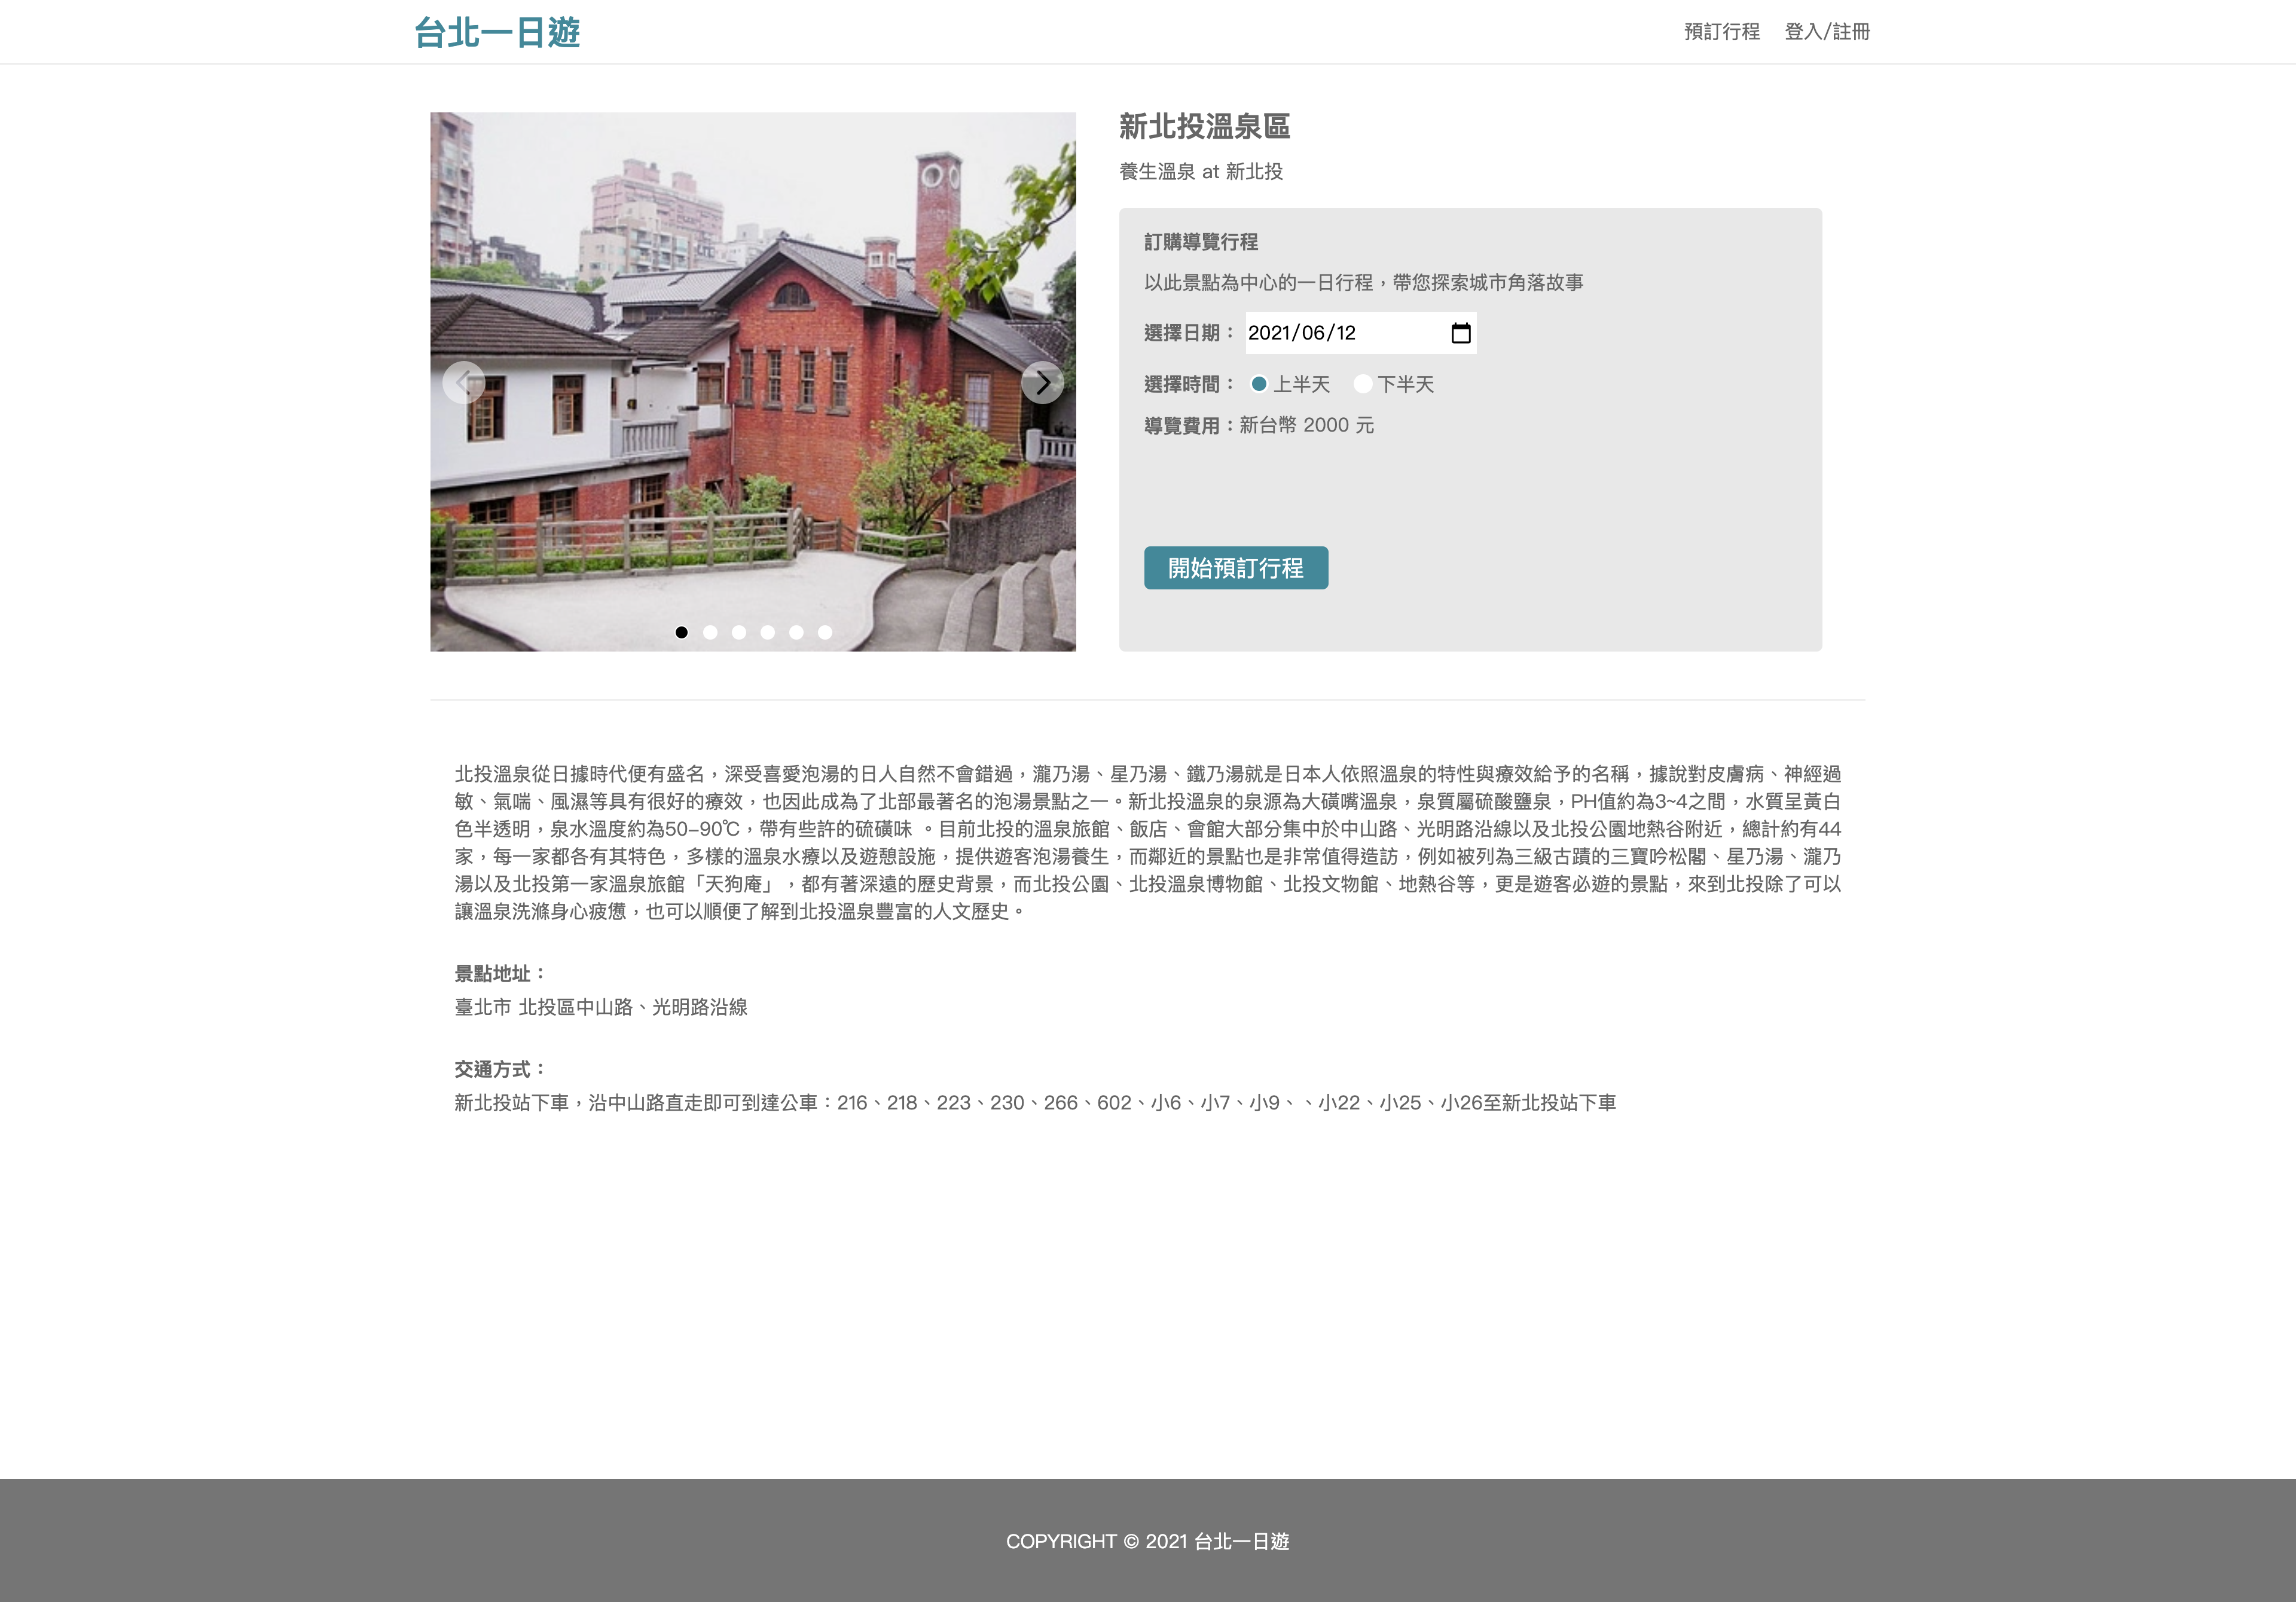 台北一日遊
預訂行程 登入/註冊
新北投溫泉區
養生溫泉 at 新北投
訂購導覽行程
以此景點為中心的一日行程，帶您探索城市角落故事
選擇日期： 2021/06/12
選擇時間： 上半天 下半天
導覽費用：新台幣 2000 元
開始預訂行程
北投溫泉從日據時代便有盛名，深受喜愛泡湯的日人自然不會錯過，瀧乃湯、星乃湯、鐵乃湯就是日本人依照溫泉的特性與療效給予的名稱，據說對皮膚病、神經過
敏、氣喘、風濕等具有很好的療效，也因此成為了北部最著名的泡湯景點之一。新北投溫泉的泉源為大磺嘴溫泉，泉質屬硫酸鹽泉，PH值約為3~4之間，水質呈黃白
色半透明，泉水溫度約為50-90℃，帶有些許的硫磺味 。目前北投的溫泉旅館、飯店、會館大部分集中於中山路、光明路沿線以及北投公園地熱谷附近，總計約有44
家，每一家都各有其特色，多樣的溫泉水療以及遊憩設施，提供遊客泡湯養生，而鄰近的景點也是非常值得造訪，例如被列為三級古蹟的三寶吟松閣、星乃湯、瀧乃
湯以及北投第一家溫泉旅館「天狗庵」，都有著深遠的歷史背景，而北投公園、北投溫泉博物館、北投文物館、地熱谷等，更是遊客必遊的景點，來到北投除了可以
讓溫泉洗滌身心疲憊，也可以順便了解到北投溫泉豐富的人文歷史。
景點地址：
臺北市 北投區中山路、光明路沿線
交通方式：
新北投站下車，沿中山路直走即可到達公車：216、218、223、230、266、602、小6、小7、小9、、小22、小25、小26至新北投站下車
COPYRIGHT © 2021 台北一日遊